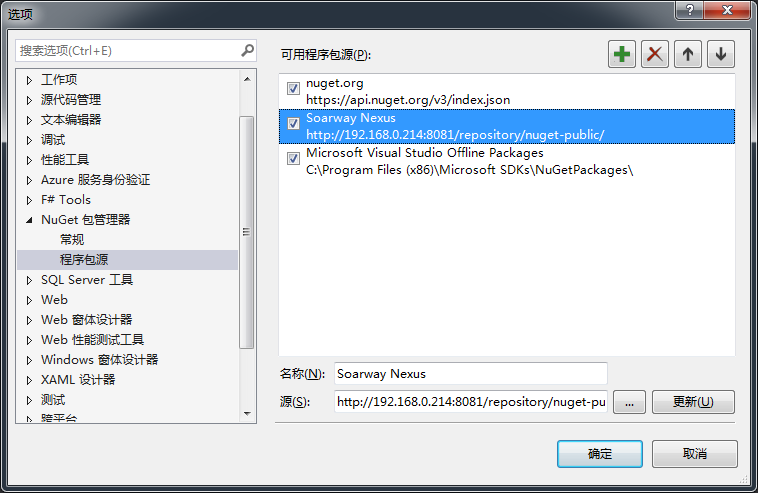 选项
搜索选项(Ctrl+E)
工作项
源代码管理
文本编辑器
调试
性能工具
Azure 服务身份验证
F# Tools
NuGet 包管理器
常规
程序包源
SQL Server 工具
Web
Web 窗体设计器
Web 性能测试工具
Windows 窗体设计器
XAML 设计器
测试
跨平台
可用程序包源(P):
nuget.org
https://api.nuget.org/v3/index.json
Soarway Nexus
http://192.168.0.214:8081/repository/nuget-public/
Microsoft Visual Studio Offline Packages
C:\Program Files (x86)\Microsoft SDKs\NuGetPackages\
名称(N): Soarway Nexus
源(S): http://192.168.0.214:8081/repository/nuget-pu ... 更新(U)
确定 取消